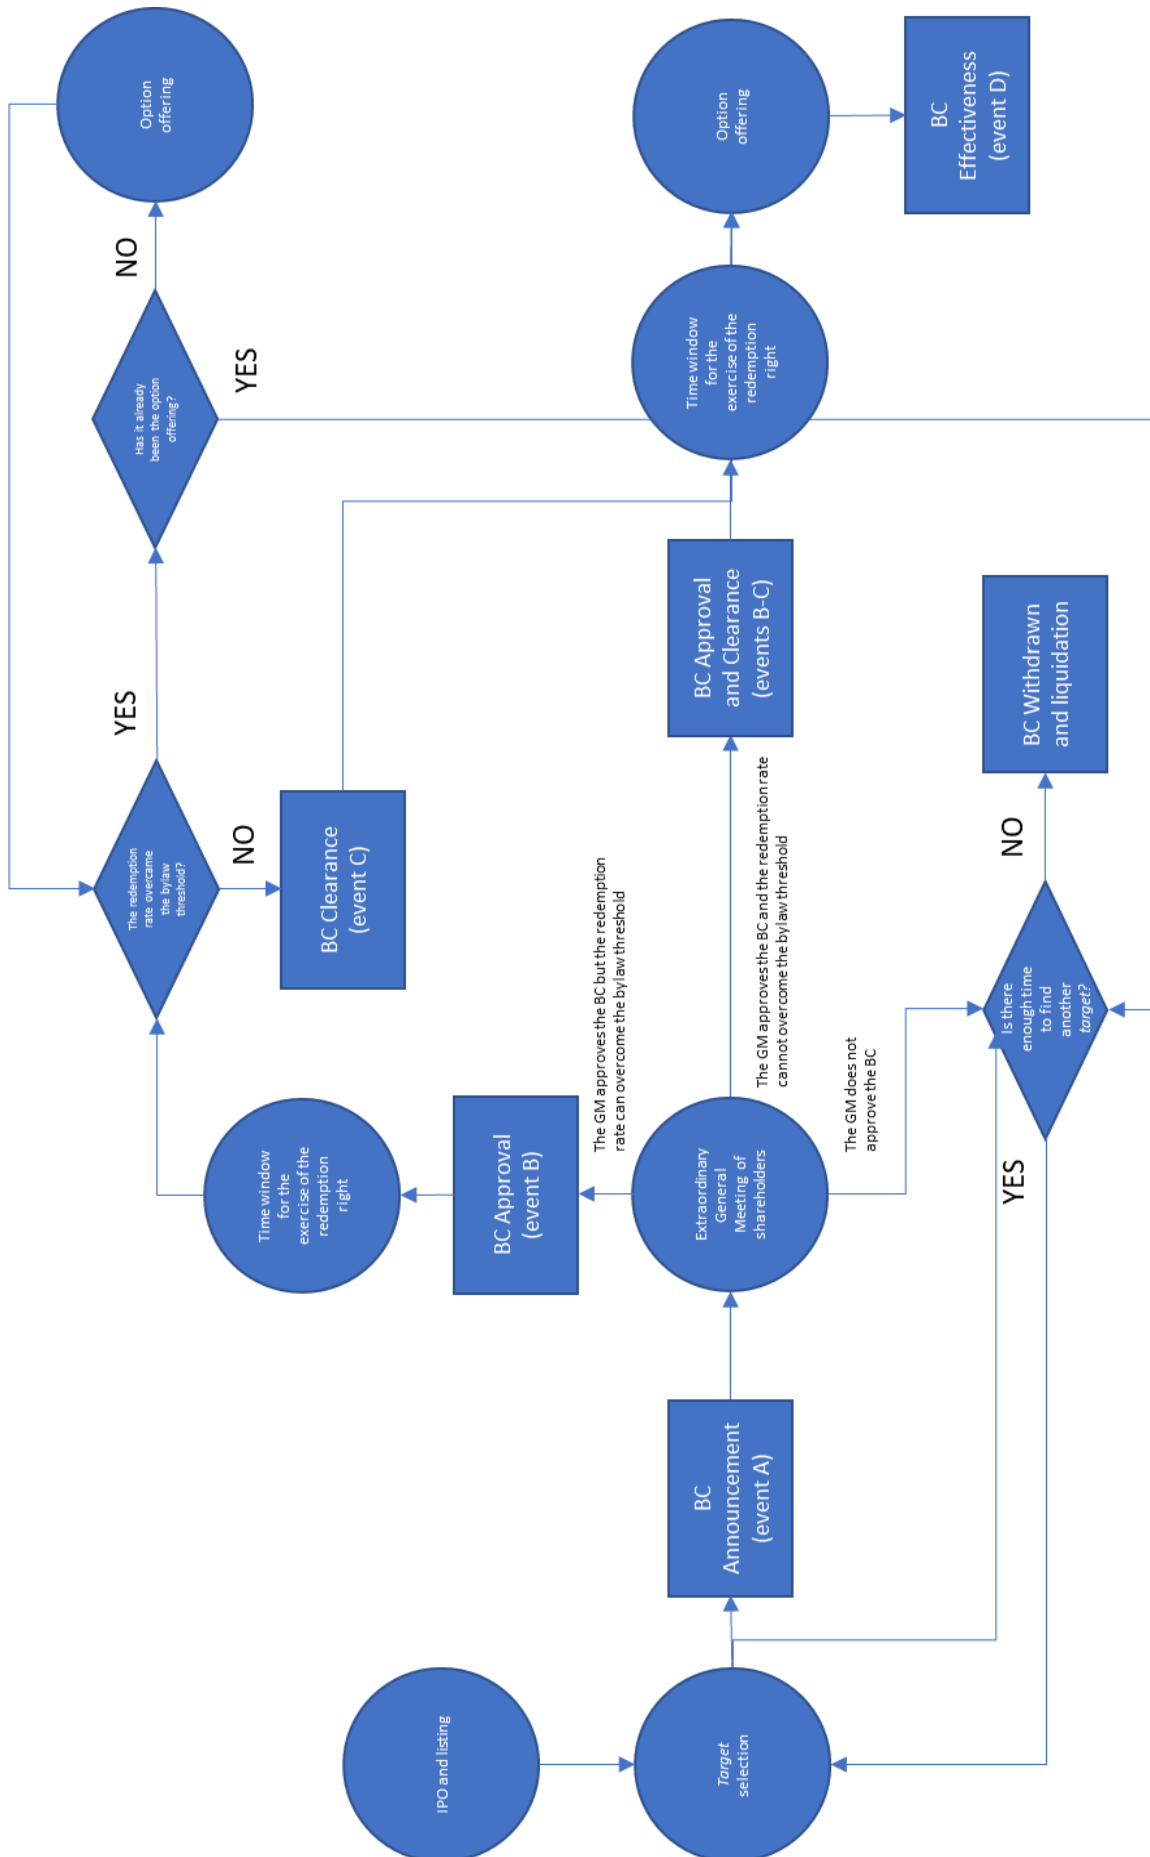 Option
offering
NO
Has it already
been the option
offering?
YES
YES
The redemption
rate overcame
the bylaw
threshold?
NO
BC Clearance
(event C)
Time window
for the
exercise of the
redemption
right
BC Approval
(event B)
The GM approves the BC but the redemption
rate can overcome the bylaw threshold
IPO and listing
Target
selection
BC
Announcement
(event A)
Extraordinary
General
Meeting of
shareholders
The GM approves the BC and the redemption rate
cannot overcome the bylaw threshold
BC Approval
and Clearance
(events B-C)
Time window
for the
exercise of the
redemption
right
Option
offering
BC
Effectiveness
(event D)
The GM does not
approve the BC
YES
Is there
enough time
to find
another
target?
NO
BC Withdrawn
and liquidation